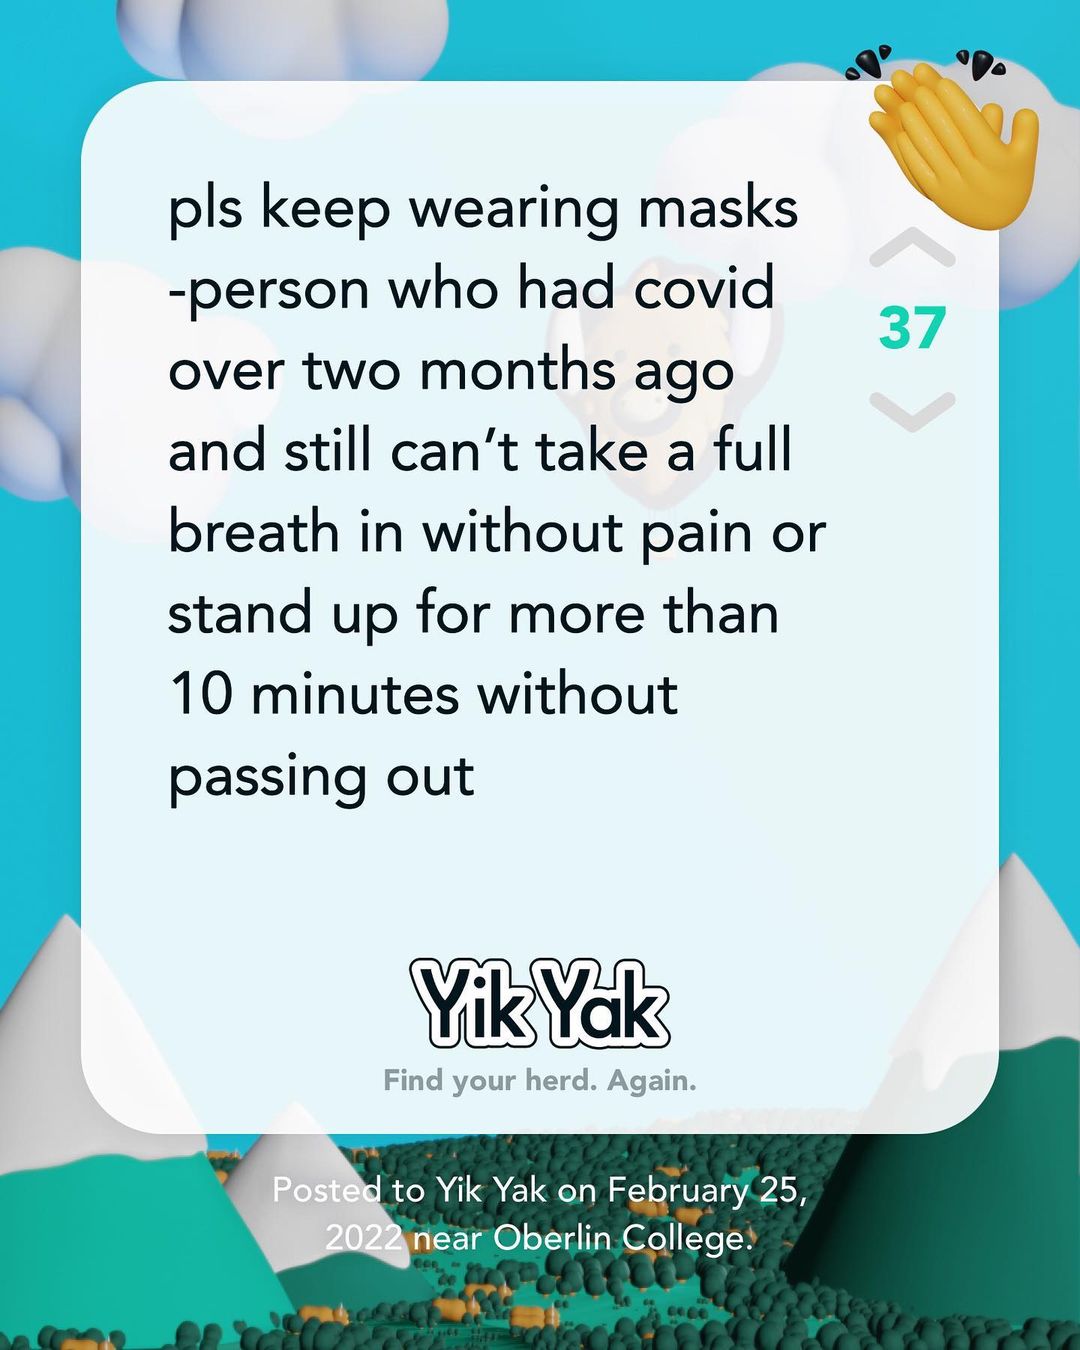 pls keep wearing masks
-person who had covid
over two months ago
and still can’t take a full
breath in without pain or
stand up for more than
10 minutes without
passing out
37
Yik Yak
Find your herd. Again.
Posted to Yik Yak on February 25,
2022 near Oberlin College.